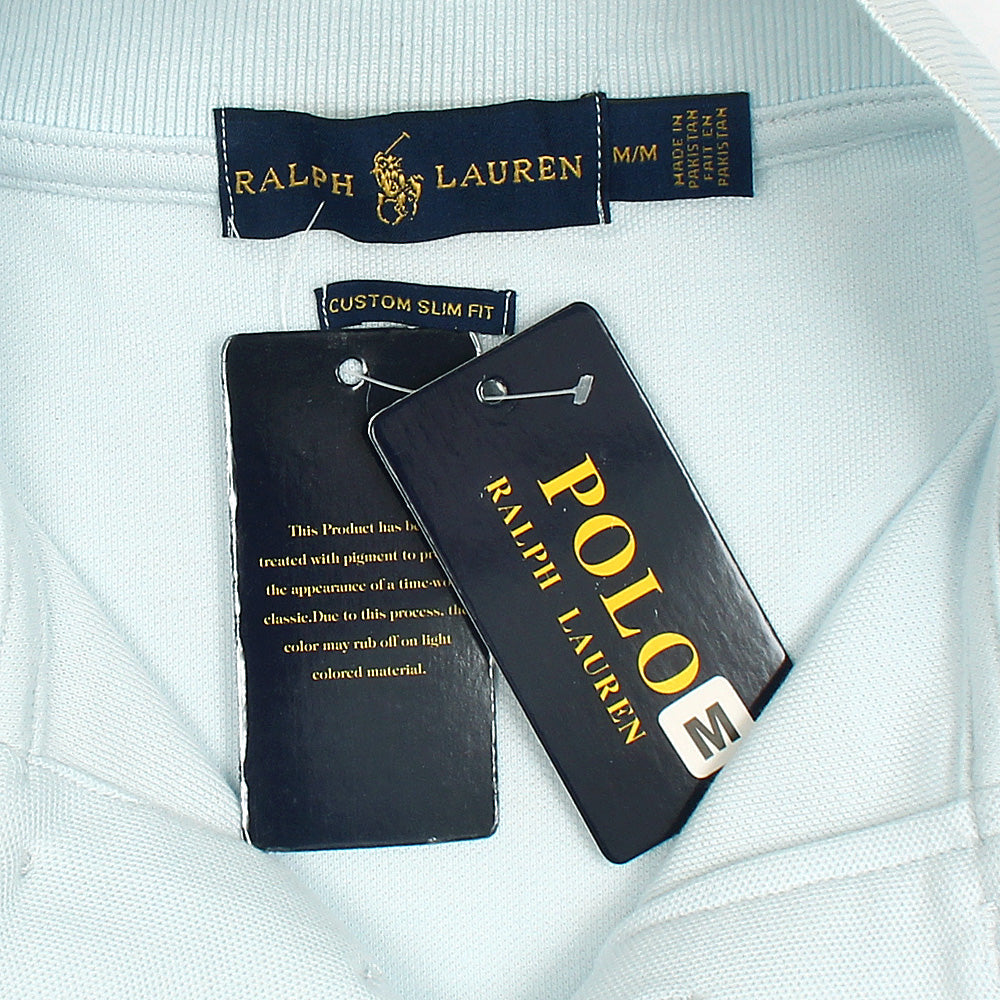 RALPH LAUREN
M/M
MADE IN
PAKISTAN
FAIT EN
PAKISTAN
CUSTOM SLIM FIT
This Product has
treated with pigment to
the appearance of a
classic.Due to this process, the
color may rub off on light
colored material.
POLO
RALPH LAUREN
M